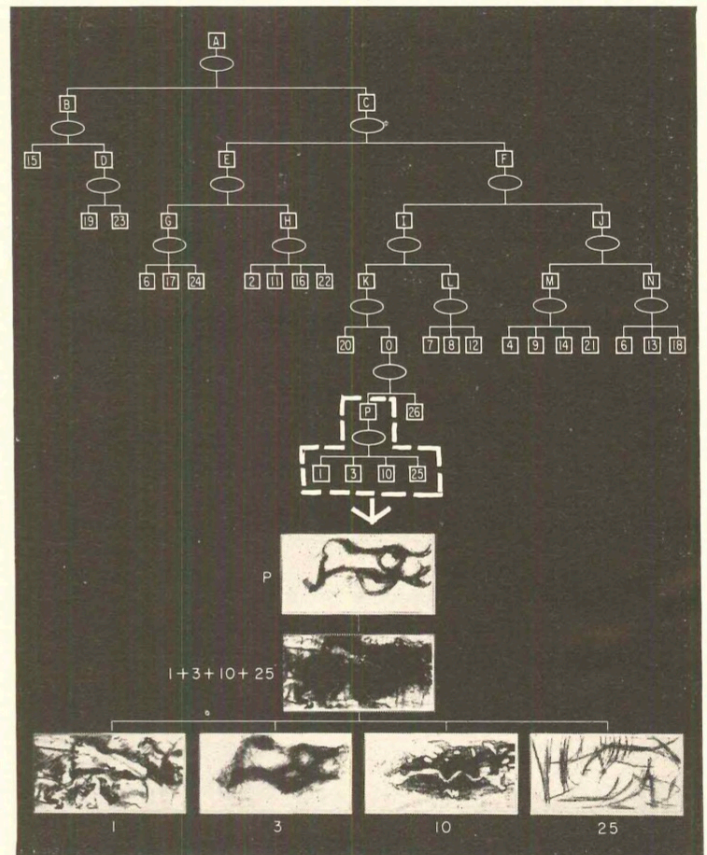 A
B C
15 D E F
19 23 G H I J
6 17 24 2 11 16 22 K L M N
20 O 7 8 12 4 9 14 21 6 13 18
P 26
1 3 10 25
P
1+3+10+25
1 3 10 25